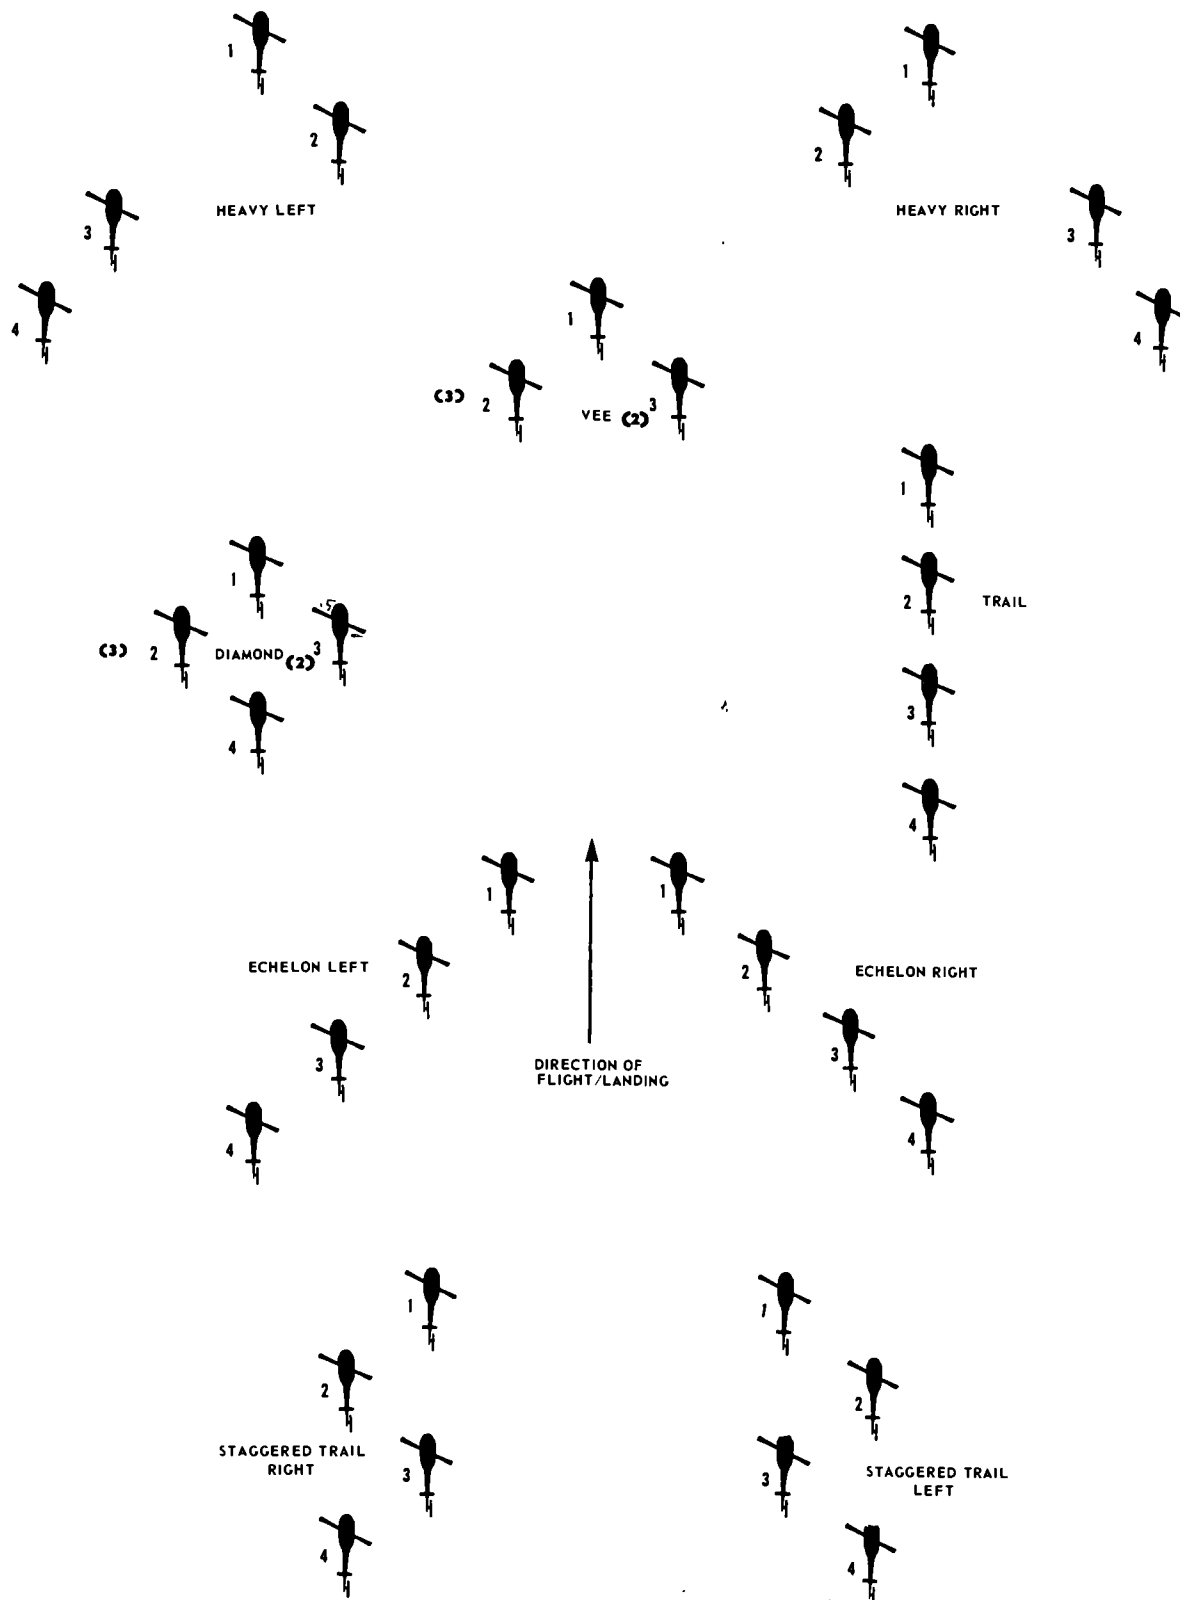 1
2
3
4
HEAVY LEFT
1
2
3
4
HEAVY RIGHT
1
(3) 2
VEE (2) 3
1
2
3
4
TRAIL
1
(3) 2
DIAMOND (2) 3
4
1
2
3
4
ECHELON LEFT
1
2
3
4
ECHELON RIGHT
DIRECTION OF
FLIGHT/LANDING
1
2
3
4
STAGGERED TRAIL
RIGHT
1
2
3
4
STAGGERED TRAIL
LEFT